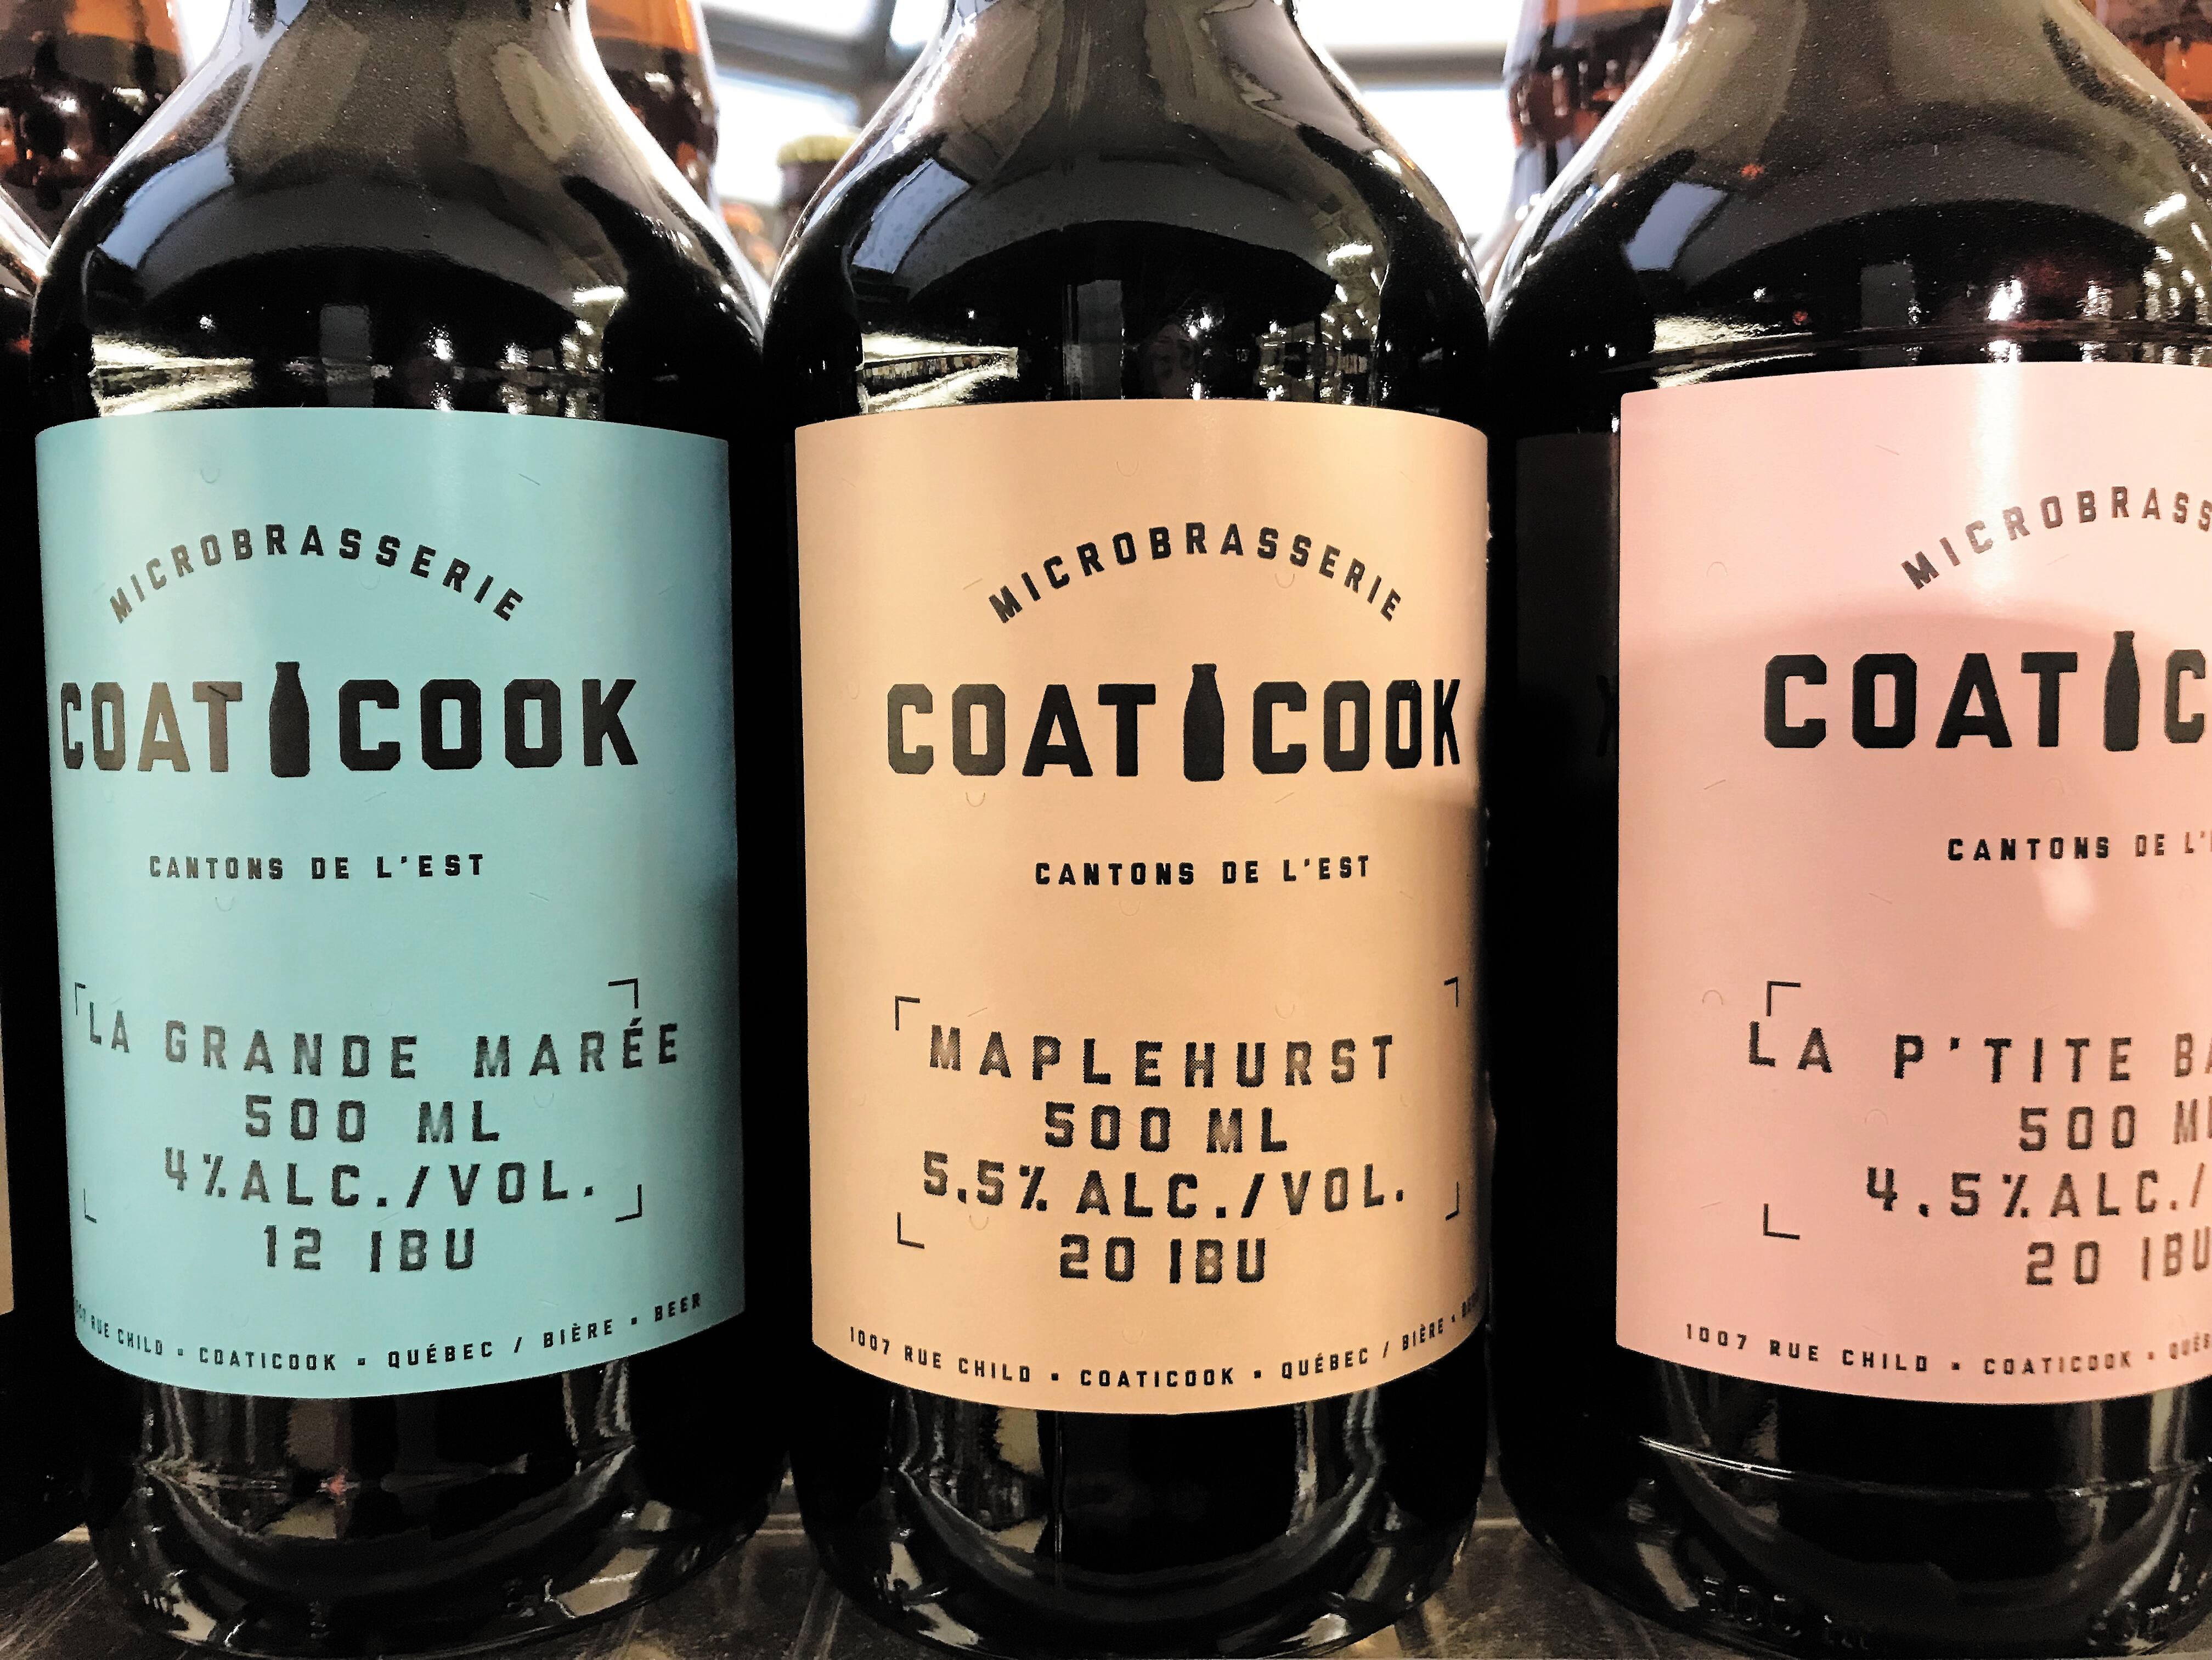 MICROBRASSERIE
COATICOOK
CANTONS DE L'EST
LA GRANDE MARÉE
500 ML
4% ALC./VOL.
12 IBU
RUE CHILD ▪ COATICOOK ▪ QUÉBEC / BIÈRE ▪ BEER
MICROBRASSERIE
COATICOOK
CANTONS DE L'EST
MAPLEHURST
500 ML
5.5% ALC./VOL.
20 IBU
1007 RUE CHILD ▪ COATICOOK ▪ QUÉBEC / BIÈRE ▪
MICROBRASS
COATIC
CANTONS DE L'
LA P'TITE
500 M
4.5% ALC./
20 IBU
1007 RUE CHILD ▪ COATICOOK ▪ QUÉB